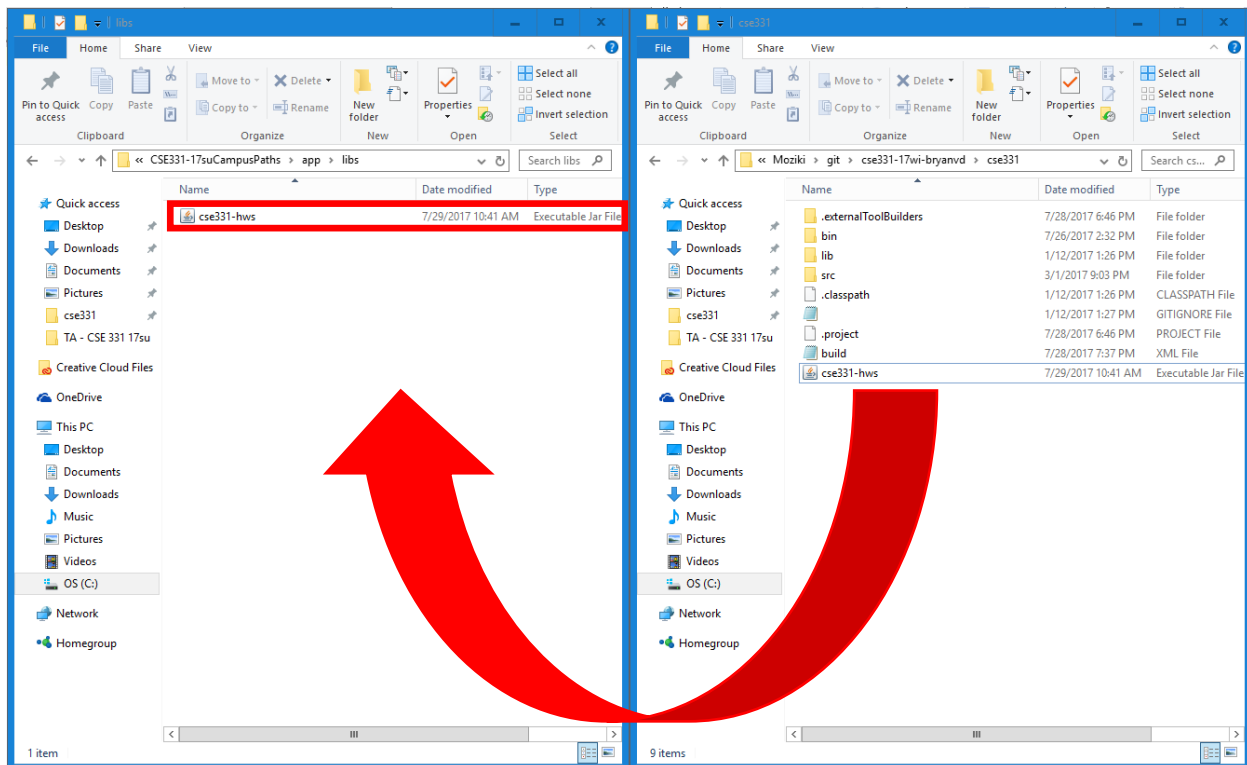 libs
File Home Share View
Pin to Quick access Copy Paste Move to Copy to Delete Rename New folder Properties Select all Select none Invert selection
Clipboard Organize New Open Select
« CSE331-17suCampusPaths › app › libs Search libs
Name Date modified Type
cse331-hws 7/29/2017 10:41 AM Executable Jar File
Quick access
Desktop
Downloads
Documents
Pictures
cse331
TA - CSE 331 17su
Creative Cloud Files
OneDrive
This PC
Desktop
Documents
Downloads
Music
Pictures
Videos
OS (C:)
Network
Homegroup
1 item
cse331
File Home Share View
Pin to Quick access Copy Paste Move to Copy to Delete Rename New folder Properties Select all Select none Invert selection
Clipboard Organize New Open Select
« Moziki › git › cse331-17wi-bryanvd › cse331 Search cs...
Name Date modified Type
.externalToolBuilders 7/28/2017 6:46 PM File folder
bin 7/26/2017 2:32 PM File folder
lib 1/12/2017 1:26 PM File folder
src 3/1/2017 9:03 PM File folder
.classpath 1/12/2017 1:26 PM CLASSPATH File
1/12/2017 1:27 PM GITIGNORE File
.project 7/28/2017 6:46 PM PROJECT File
build 7/28/2017 7:37 PM XML File
cse331-hws 7/29/2017 10:41 AM Executable Jar File
Quick access
Desktop
Downloads
Documents
Pictures
cse331
TA - CSE 331 17su
Creative Cloud Files
OneDrive
This PC
Desktop
Documents
Downloads
Music
Pictures
Videos
OS (C:)
Network
Homegroup
9 items